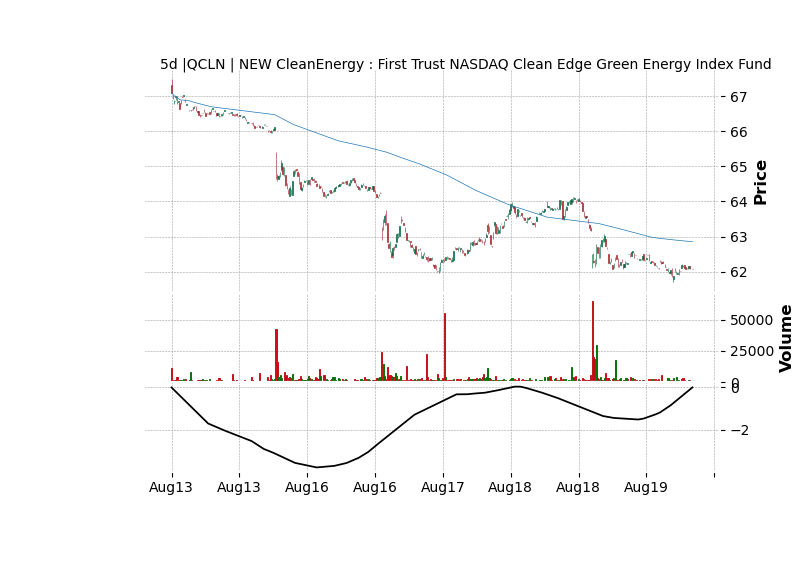 5d |QCLN | NEW CleanEnergy : First Trust NASDAQ Clean Edge Green Energy Index Fund
67
66
65
64
63
62
Price
50000
25000
0
Volume
0
−2
Aug13 Aug13 Aug16 Aug16 Aug17 Aug18 Aug18 Aug19